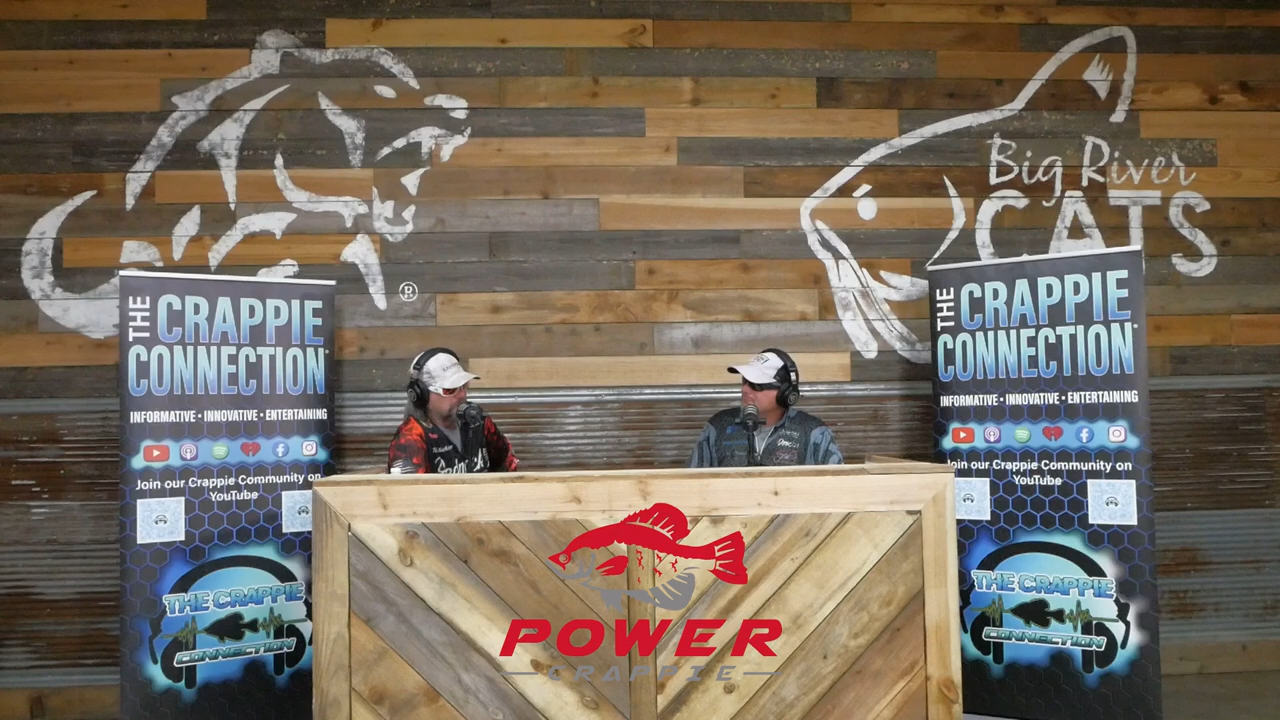 ®
Big River
CATS
THE CRAPPIE
CONNECTION
INFORMATIVE • INNOVATIVE • ENTERTAINING
Join our Crappie Community on
YouTube
THE CRAPPIE
CONNECTION
THE CRAPPIE
CONNECTION
INFORMATIVE • INNOVATIVE • ENTERTAINING
Join our Crappie Community on
YouTube
THE CRAPPIE
CONNECTION
POWER
CRAPPIE